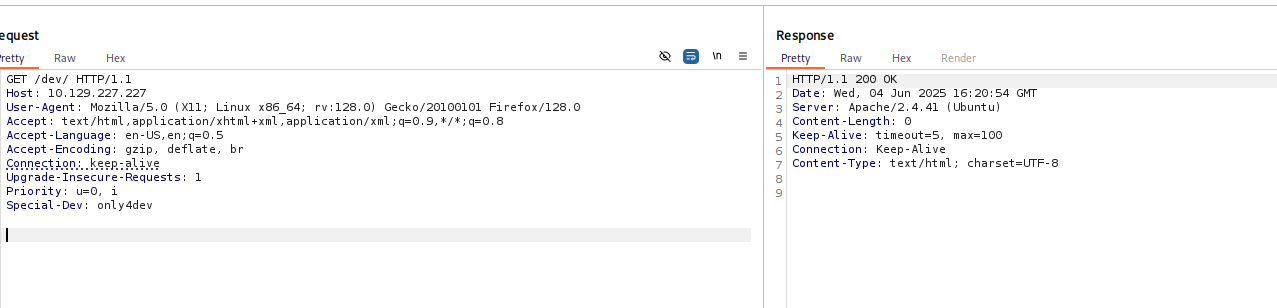 equest
Response
Pretty Raw Hex \n
Pretty Raw Hex Render
GET /dev/ HTTP/1.1
Host: 10.129.227.227
User-Agent: Mozilla/5.0 (X11; Linux x86_64; rv:128.0) Gecko/20100101 Firefox/128.0
Accept: text/html,application/xhtml+xml,application/xml;q=0.9,*/*;q=0.8
Accept-Language: en-US,en;q=0.5
Accept-Encoding: gzip, deflate, br
Connection: keep-alive
Upgrade-Insecure-Requests: 1
Priority: u=0, i
Special-Dev: only4dev
1 HTTP/1.1 200 OK
2 Date: Wed, 04 Jun 2025 16:20:54 GMT
3 Server: Apache/2.4.41 (Ubuntu)
4 Content-Length: 0
5 Keep-Alive: timeout=5, max=100
6 Connection: Keep-Alive
7 Content-Type: text/html; charset=UTF-8
8
9